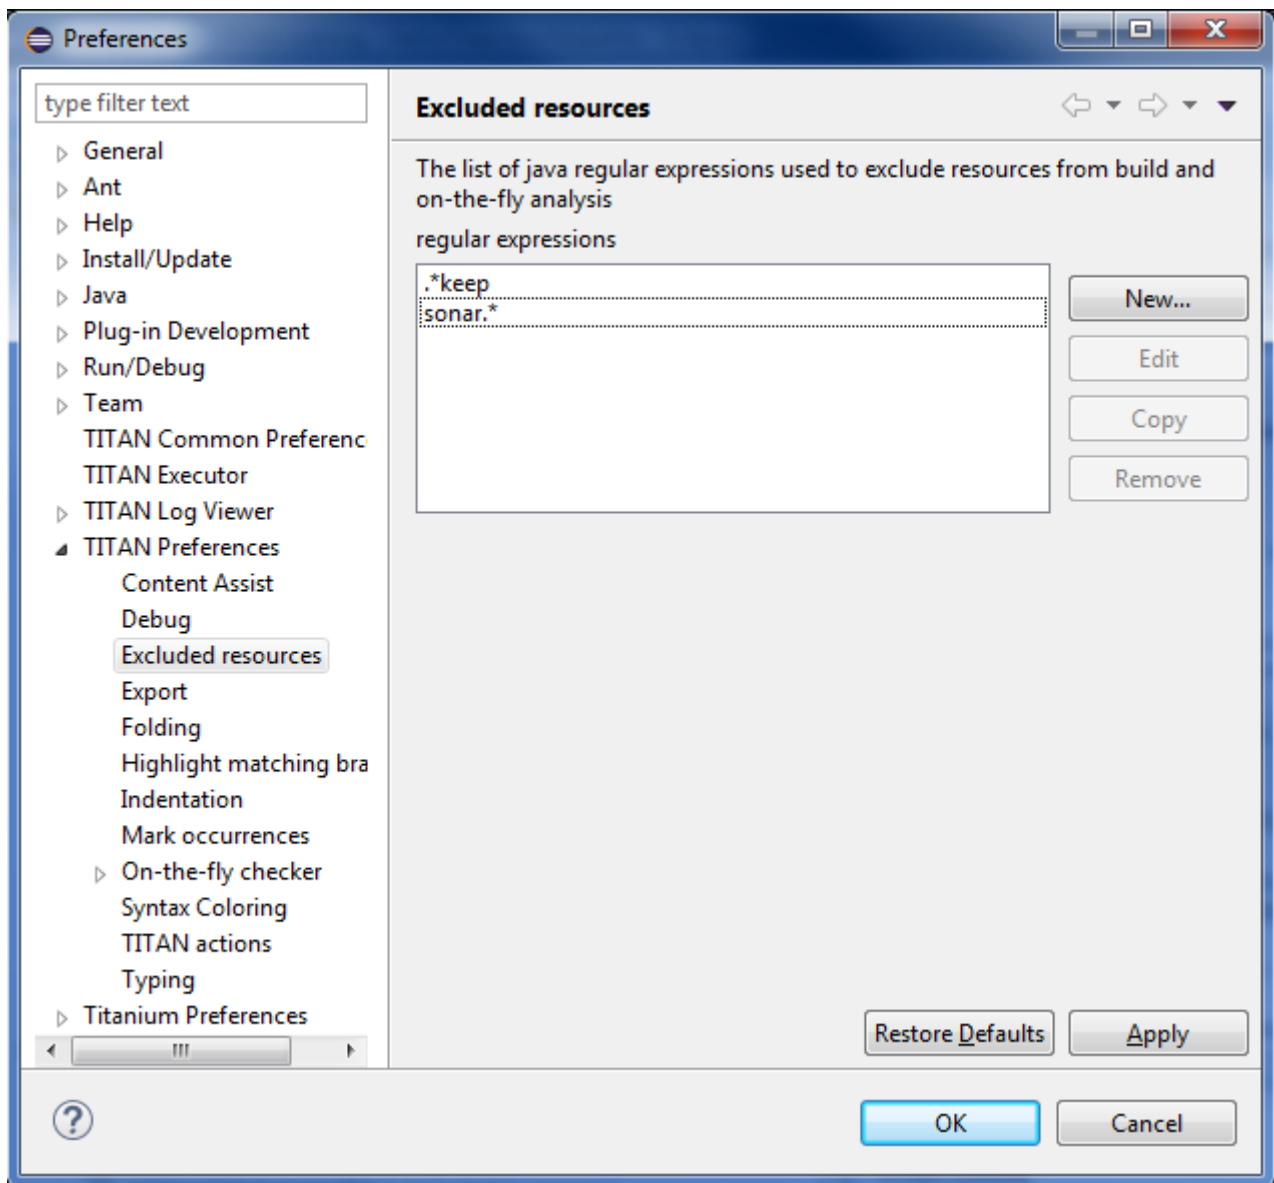 Preferences
type filter text
General
Ant
Help
Install/Update
Java
Plug-in Development
Run/Debug
Team
TITAN Common Preferenc
TITAN Executor
TITAN Log Viewer
TITAN Preferences
Content Assist
Debug
Excluded resources
Export
Folding
Highlight matching bra
Indentation
Mark occurrences
On-the-fly checker
Syntax Coloring
TITAN actions
Typing
Titanium Preferences
Excluded resources
The list of java regular expressions used to exclude resources from build and
on-the-fly analysis
regular expressions
.*keep
sonar.*
New...
Edit
Copy
Remove
Restore Defaults
Apply
OK
Cancel